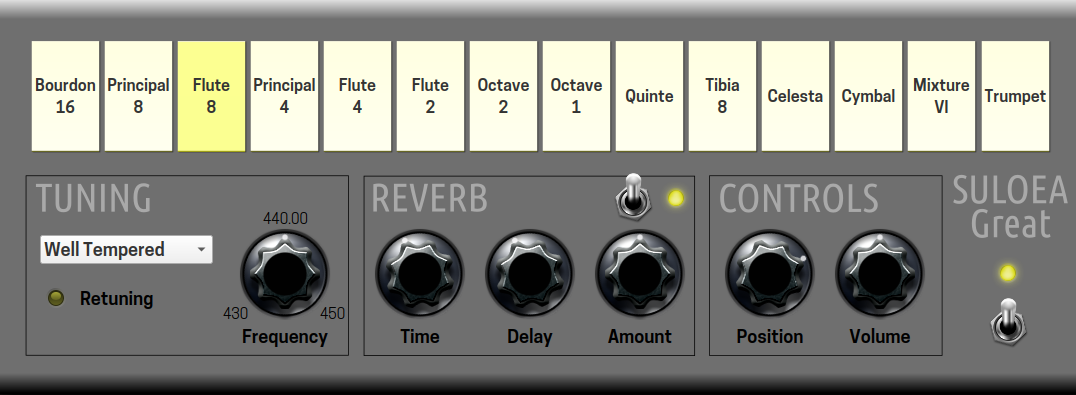 Bourdon
16
Principal
8
Flute
8
Principal
4
Flute
4
Flute
2
Octave
2
Octave
1
Quinte
Tibia
8
Celesta
Cymbal
Mixture
VI
Trumpet
TUNING
440.00
Well Tempered
Retuning
430
450
Frequency
REVERB
Time
Delay
Amount
CONTROLS
Position
Volume
SULOEA
Great